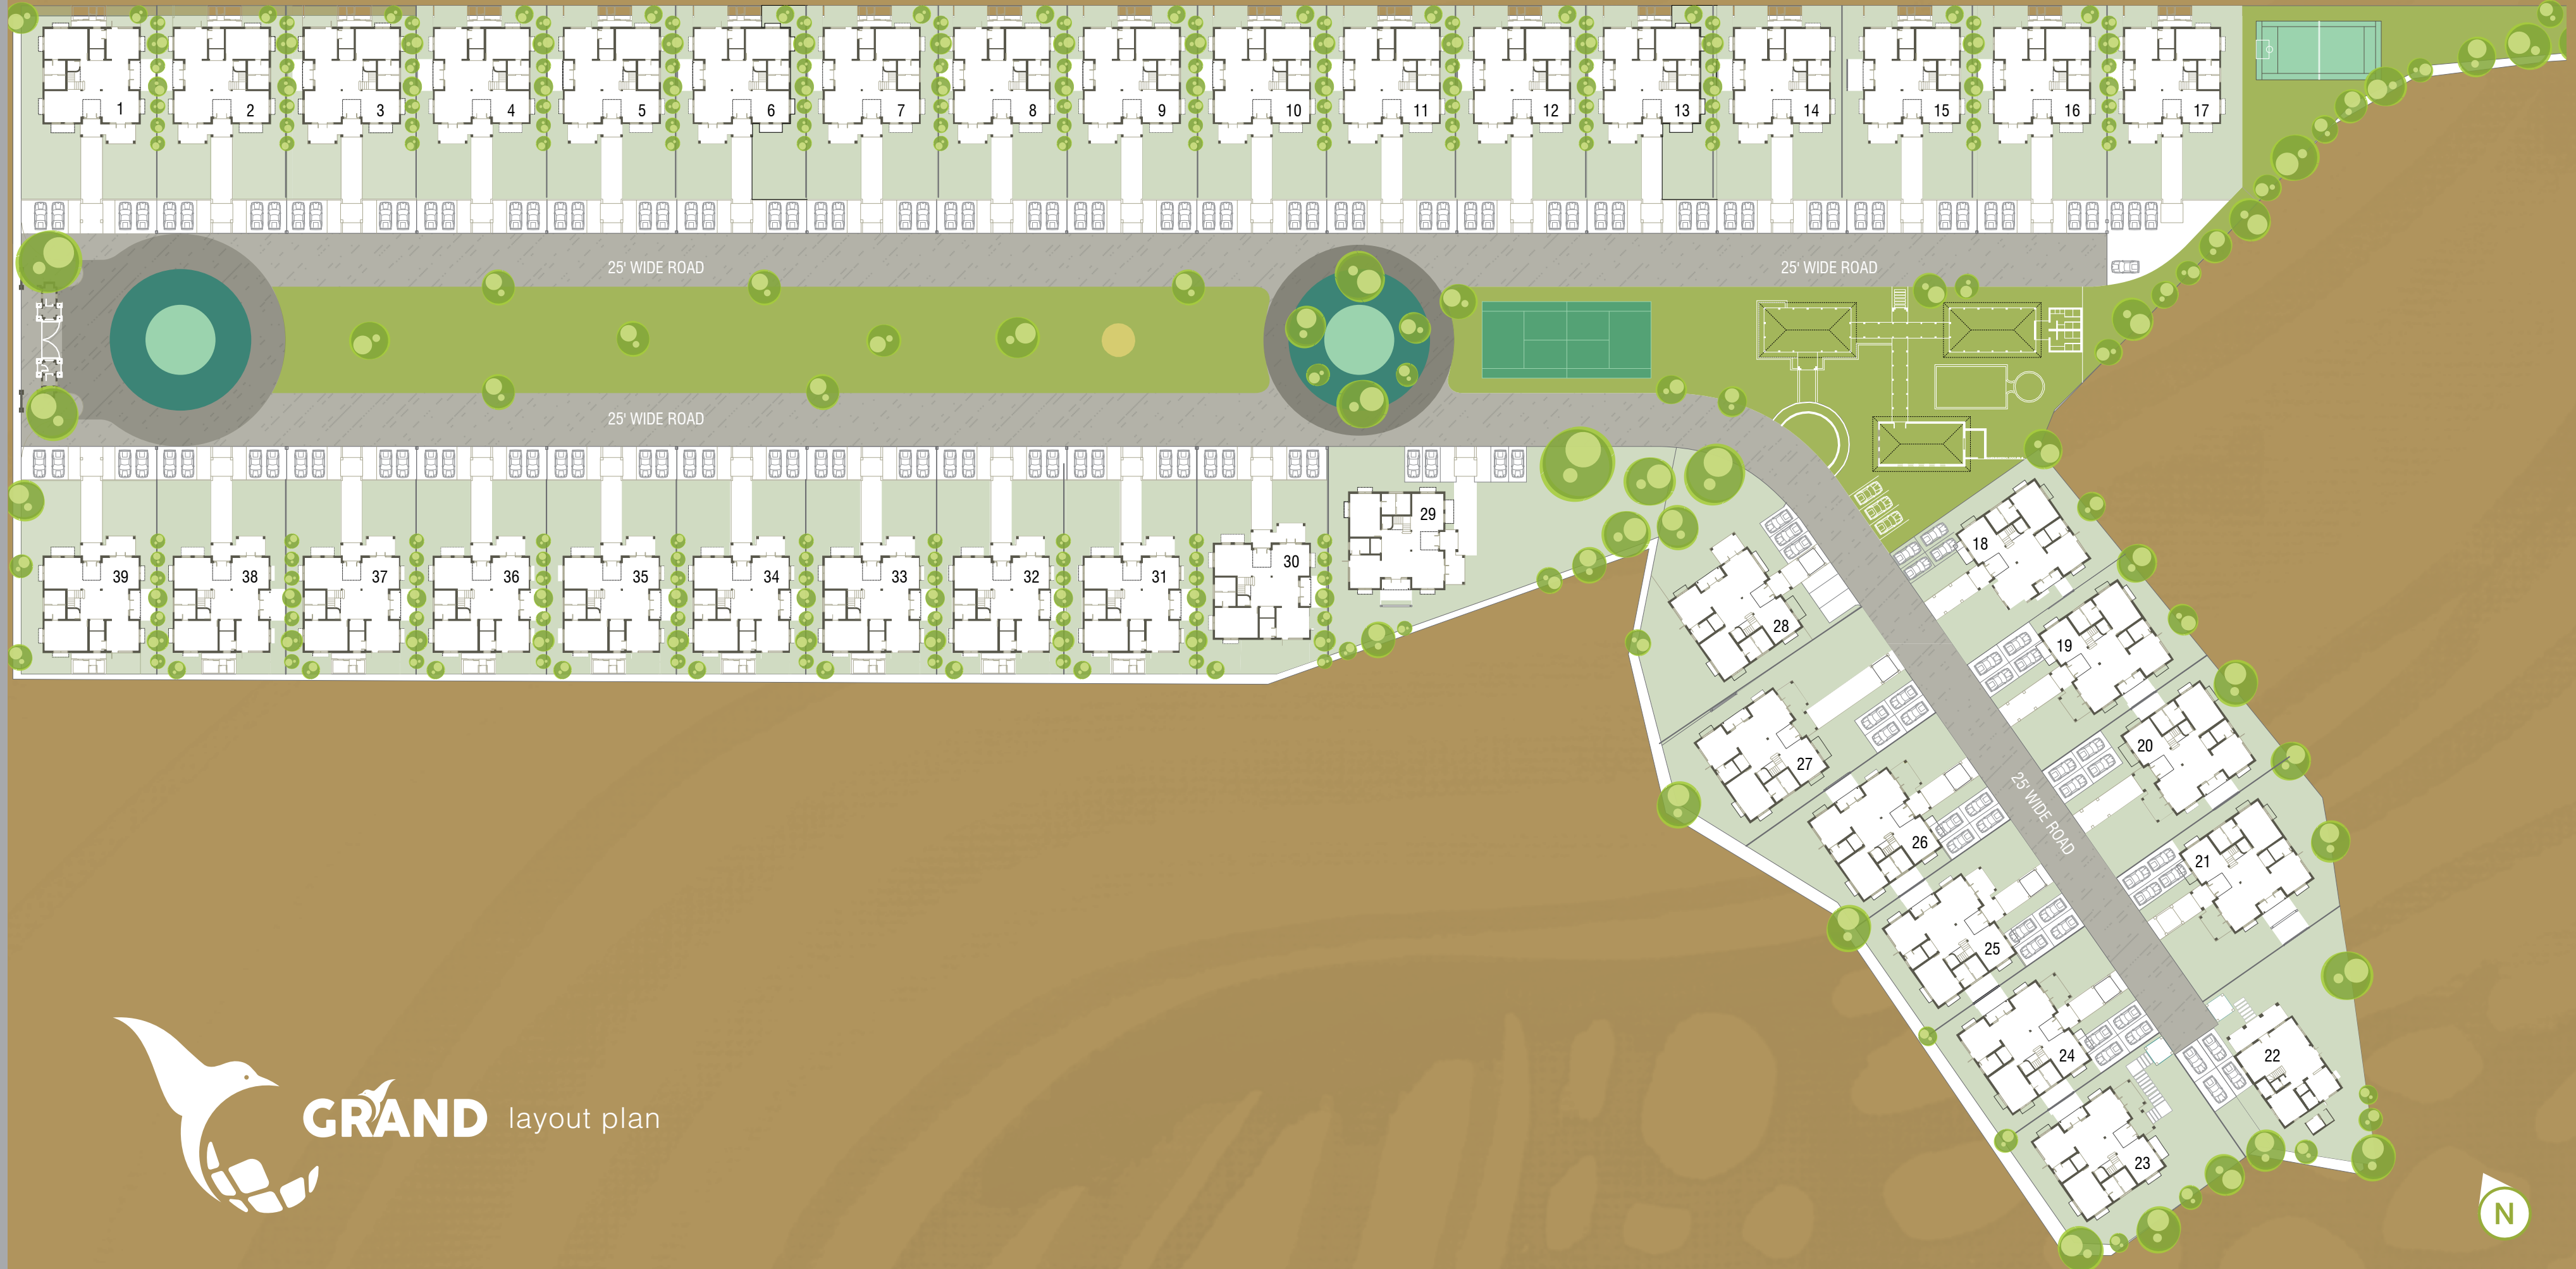 1 2 3 4 5 6 7 8 9 10 11 12 13 14 15 16 17
25' WIDE ROAD 25' WIDE ROAD
25' WIDE ROAD
29
30
39 38 37 36 35 34 33 32 31
18
28
19
20
27
25' WIDE ROAD
26
21
25
24
22
23
GRAND layout plan
N